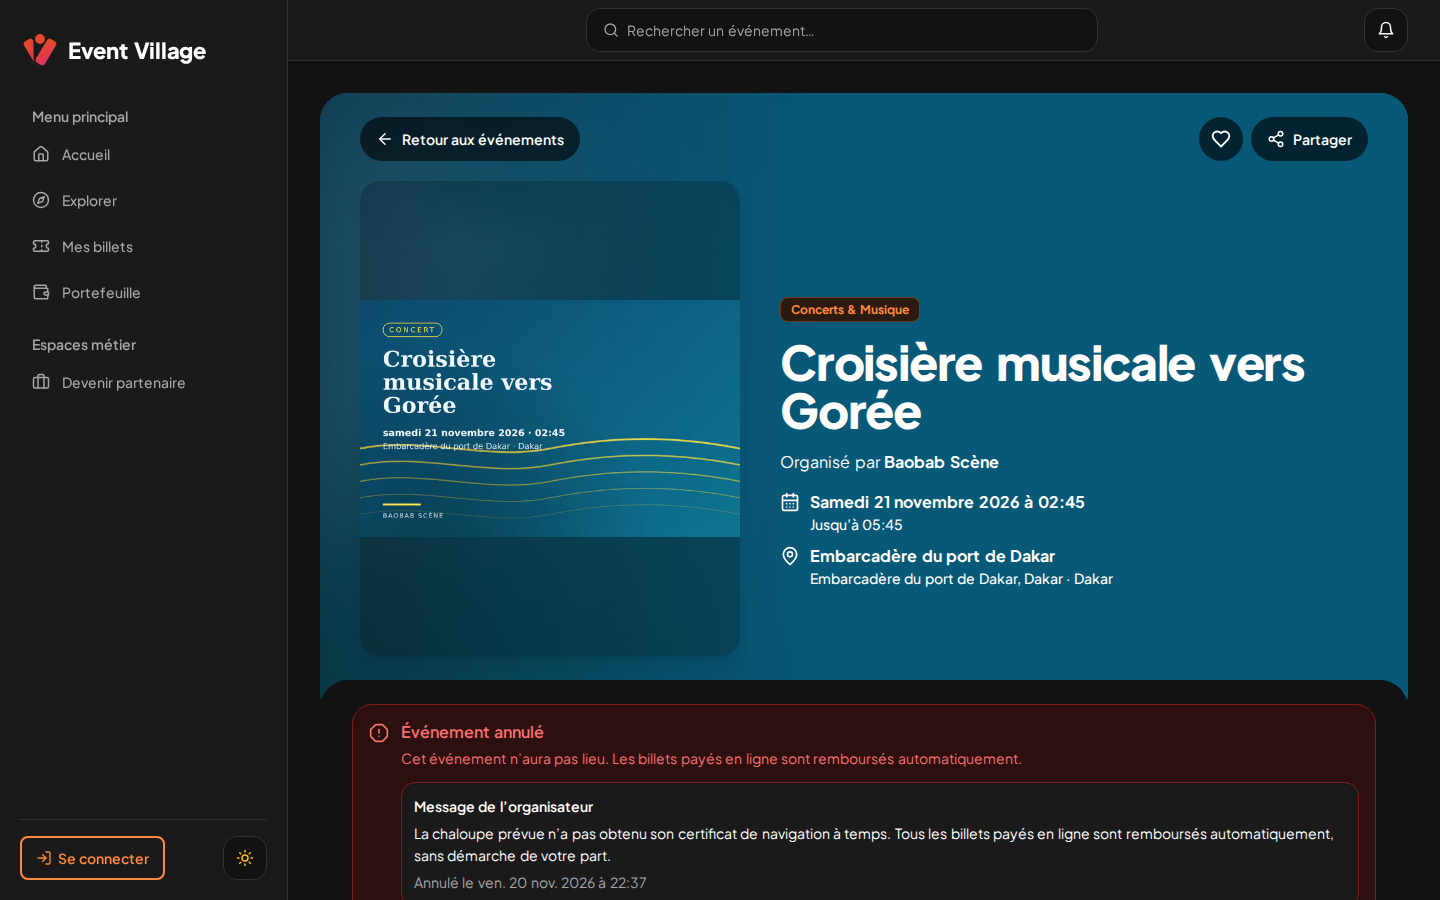 Event Village
Rechercher un événement...
Menu principal
Accueil
Explorer
Mes billets
Portefeuille
Espaces métier
Devenir partenaire
Se connecter
Retour aux événements
Partager
CONCERT
Croisière
musicale vers
Gorée
samedi 21 novembre 2026 · 02:45
Embarcadère du port de Dakar · Dakar
BAOBAB SCÈNE
Concerts & Musique
Croisière musicale vers
Gorée
Organisé par Baobab Scène
Samedi 21 novembre 2026 à 02:45
Jusqu’à 05:45
Embarcadère du port de Dakar
Embarcadère du port de Dakar, Dakar · Dakar
Événement annulé
Cet événement n’aura pas lieu. Les billets payés en ligne sont remboursés automatiquement.
Message de l’organisateur
La chaloupe prévue n’a pas obtenu son certificat de navigation à temps. Tous les billets payés en ligne sont remboursés automatiquement,
sans démarche de votre part.
Annulé le ven. 20 nov. 2026 à 22:37